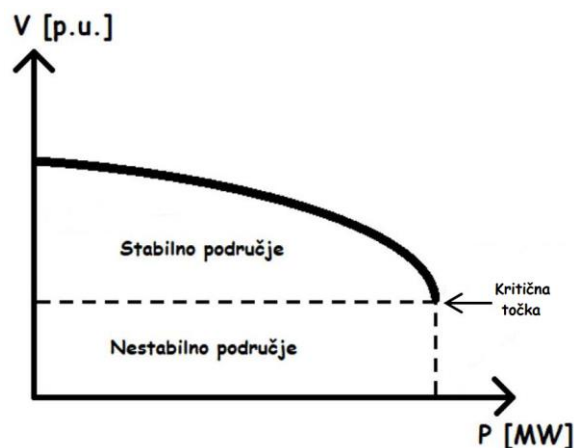 V [p.u.]
Stabilno područje
Kritična
točka
Nestabilno područje
P [MW]